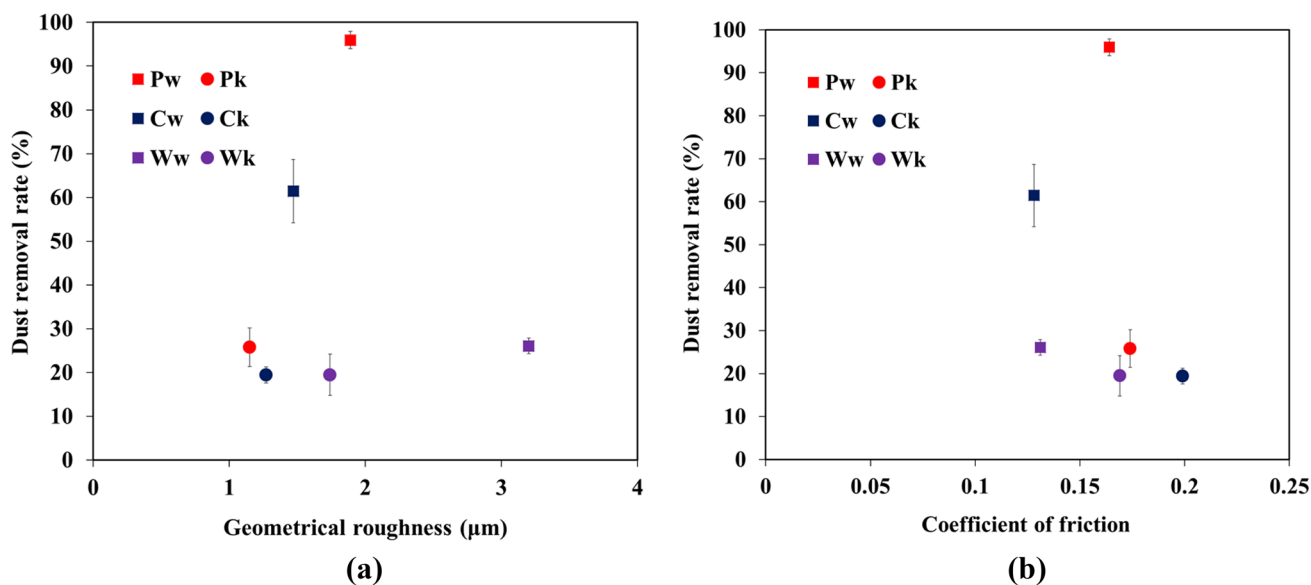 100
90
80
70
60
50
40
30
20
10
0
Dust removal rate (%)
Pw Pk
Cw Ck
Ww Wk
0 1 2 3 4
Geometrical roughness (μm)
(a)
100
90
80
70
60
50
40
30
20
10
0
Dust removal rate (%)
Pw Pk
Cw Ck
Ww Wk
0 0.05 0.1 0.15 0.2 0.25
Coefficient of friction
(b)